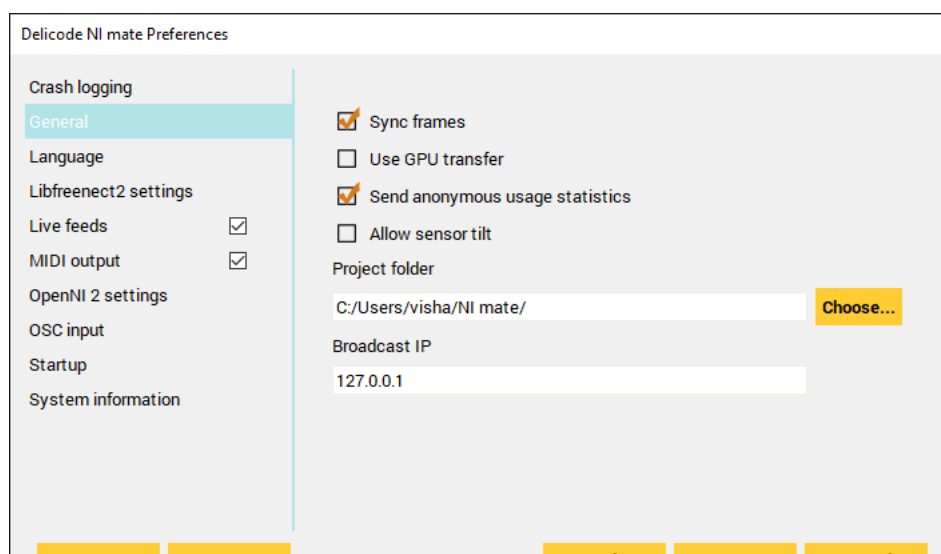 Delicode NI mate Preferences
Crash logging
General
Language
Libfreenect2 settings
Live feeds
MIDI output
OpenNI 2 settings
OSC input
Startup
System information
Sync frames
Use GPU transfer
Send anonymous usage statistics
Allow sensor tilt
Project folder
C:/Users/visha/NI mate/
Choose...
Broadcast IP
127.0.0.1